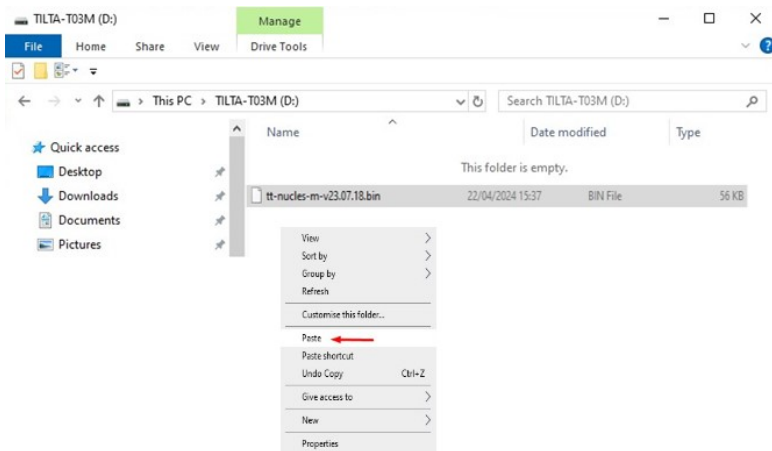 TILTA-T03M (D:)
Manage
File Home Share View Drive Tools
This PC > TILTA-T03M (D:)
Search TILTA-T03M (D:)
Name Date modified Type
Quick access
This folder is empty.
Desktop
Downloads
tt-nucles-m-v23.07.18.bin 22/04/2024 15:37 BIN File 56 KB
Documents
Pictures
View
Sort by
Group by
Refresh
Customise this folder...
Paste
Paste shortcut
Undo Copy Ctrl+Z
Give access to
New
Properties